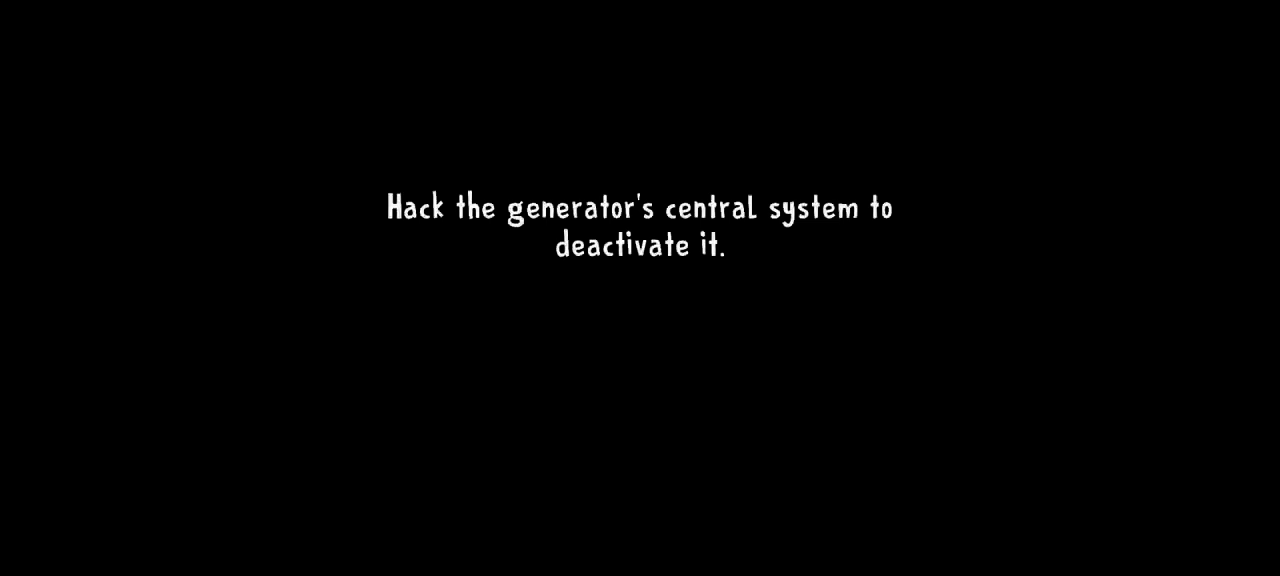 Hack the generator's central system to
deactivate it.